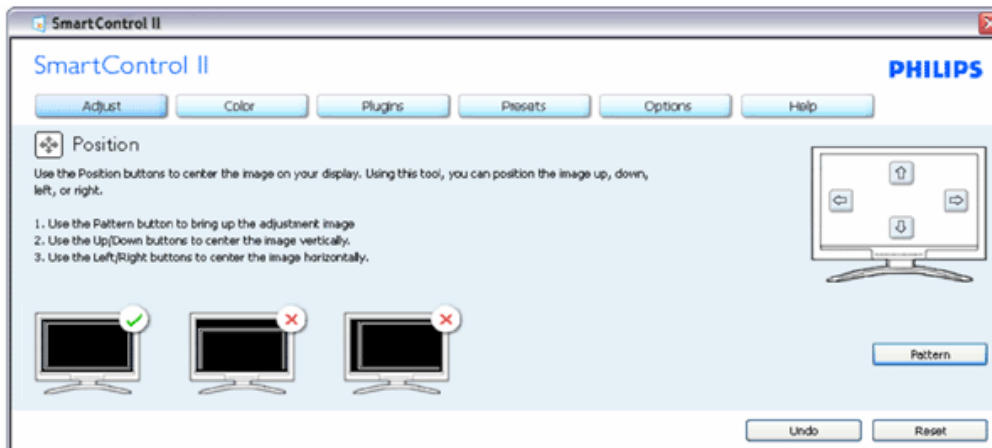 SmartControl II
SmartControl II
PHILIPS
Adjust
Color
Plugins
Presets
Options
Help
Position
Use the Position buttons to center the image on your display. Using this tool, you can position the image up, down,
left, or right.
1. Use the Pattern button to bring up the adjustment image
2. Use the Up/Down buttons to center the image vertically.
3. Use the Left/Right buttons to center the image horizontally.
Pattern
Undo
Reset